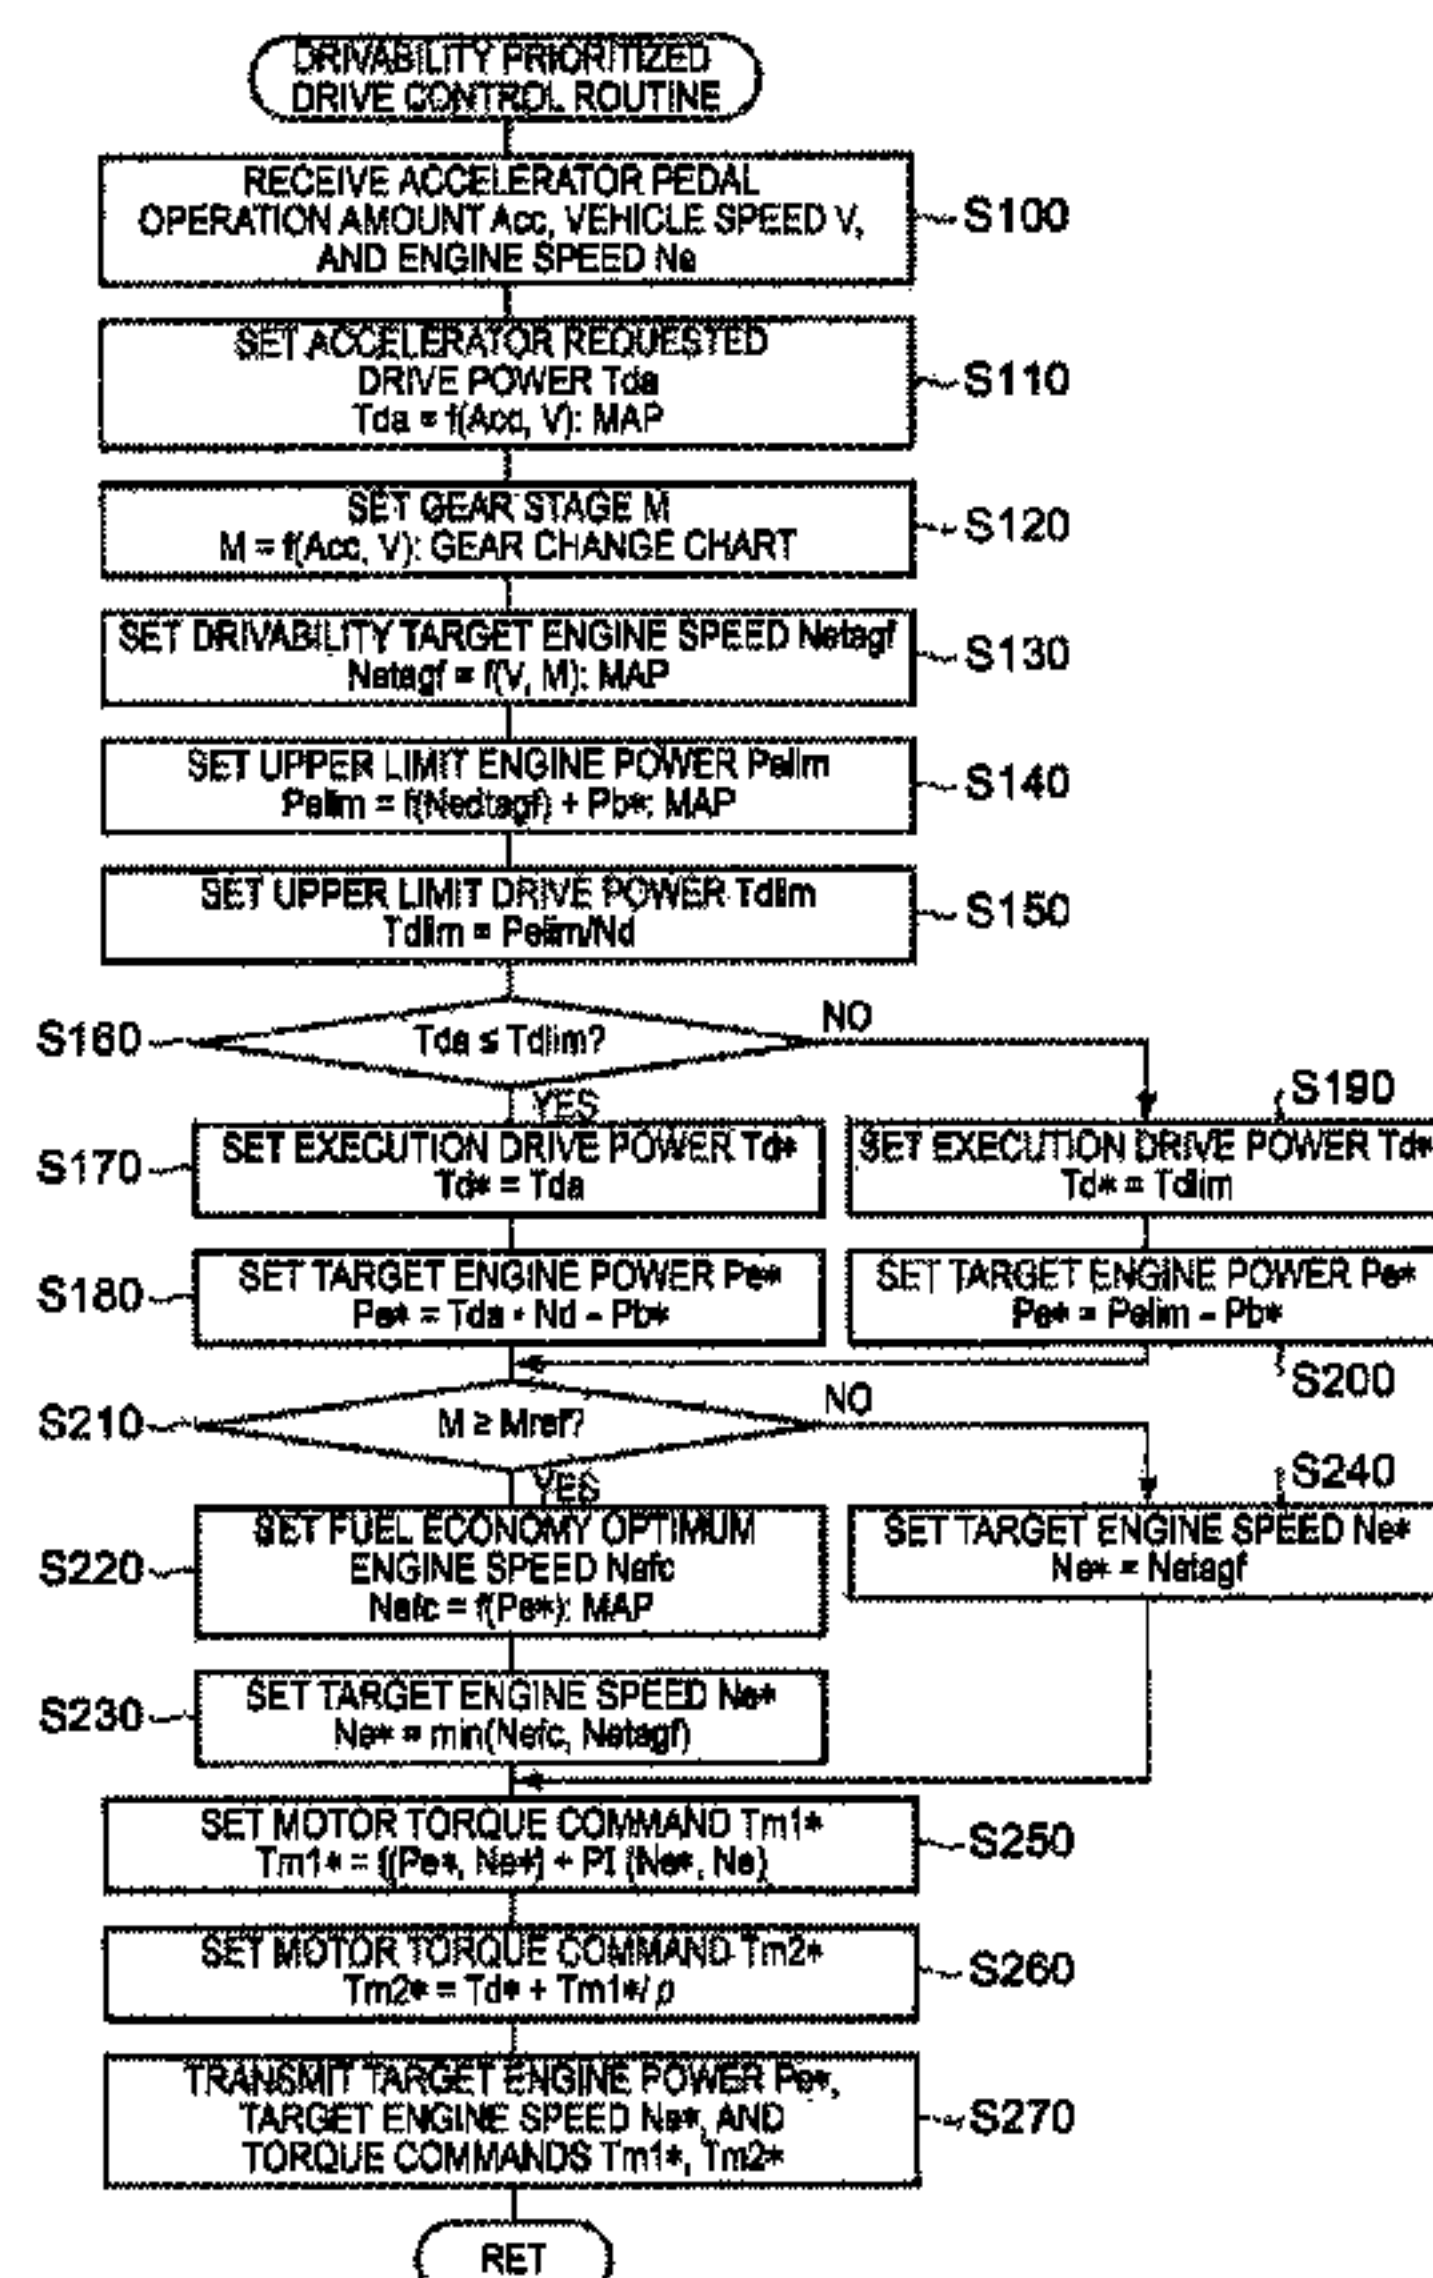 DRIVABILITY PRIORITIZED
DRIVE CONTROL ROUTINE
RECEIVE ACCELERATOR PEDAL
OPERATION AMOUNT Acc, VEHICLE SPEED V,
AND ENGINE SPEED Ne
S100
SET ACCELERATOR REQUESTED
DRIVE POWER Tda
Tda = f(Acc, V): MAP
S110
SET GEAR STAGE M
M = f(Acc, V): GEAR CHANGE CHART
S120
SET DRIVABILITY TARGET ENGINE SPEED Netagf
Netagf = f(V, M): MAP
S130
SET UPPER LIMIT ENGINE POWER Pelim
Pelim = f(Nedtagf) + Pb*: MAP
S140
SET UPPER LIMIT DRIVE POWER Tdlim
Tdlim = Pelim/Nd
S150
S160
Tda ≤ Tdlim?
NO
YES
S170
SET EXECUTION DRIVE POWER Td*
Td* = Tda
S190
SET EXECUTION DRIVE POWER Td*
Td* = Tdlim
S180
SET TARGET ENGINE POWER Pe*
Pe* = Tda・Nd – Pb*
SET TARGET ENGINE POWER Pe*
Pe* = Pelim – Pb*
S200
S210
M ≥ Mref?
NO
YES
S220
SET FUEL ECONOMY OPTIMUM
ENGINE SPEED Nefc
Nefc = f(Pe*): MAP
S240
SET TARGET ENGINE SPEED Ne*
Ne* = Netagf
S230
SET TARGET ENGINE SPEED Ne*
Ne* = min(Nefc, Netagf)
SET MOTOR TORQUE COMMAND Tm1*
Tm1* = f(Pe*, Ne*) + PI (Ne*, Ne)
S250
SET MOTOR TORQUE COMMAND Tm2*
Tm2* = Td* + Tm1*/ρ
S260
TRANSMIT TARGET ENGINE POWER Pe*,
TARGET ENGINE SPEED Ne*, AND
TORQUE COMMANDS Tm1*, Tm2*
S270
RET